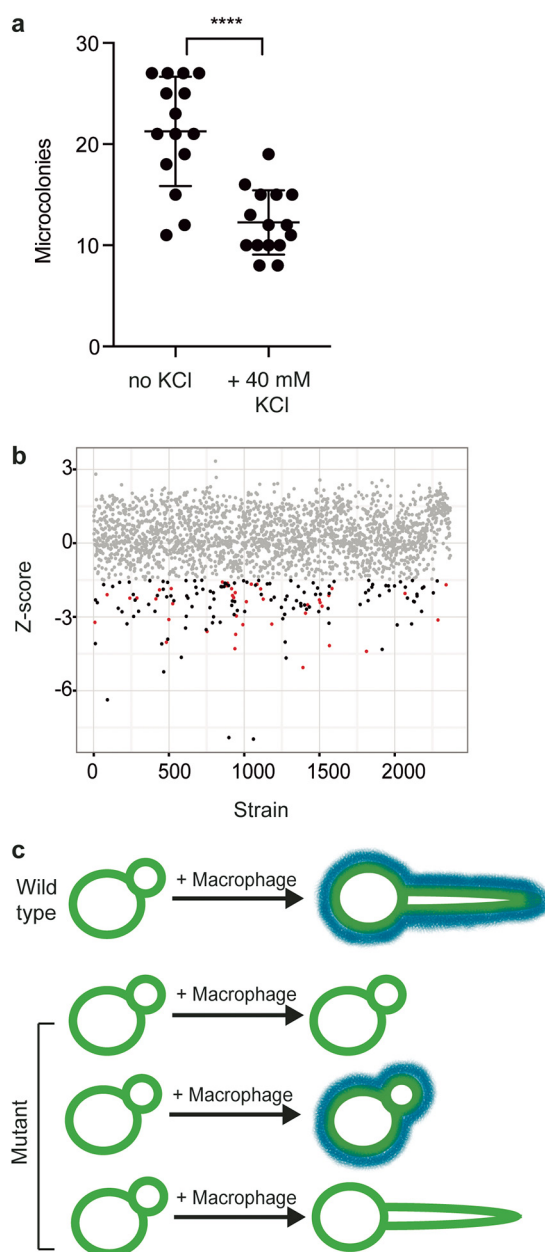 a
****
30
20
10
0
Microcolonies
no KCl
+ 40 mM
KCl
b
3
0
-3
-6
Z-score
0 500 1000 1500 2000
Strain
c
Wild
type
+ Macrophage
Mutant
+ Macrophage
+ Macrophage
+ Macrophage